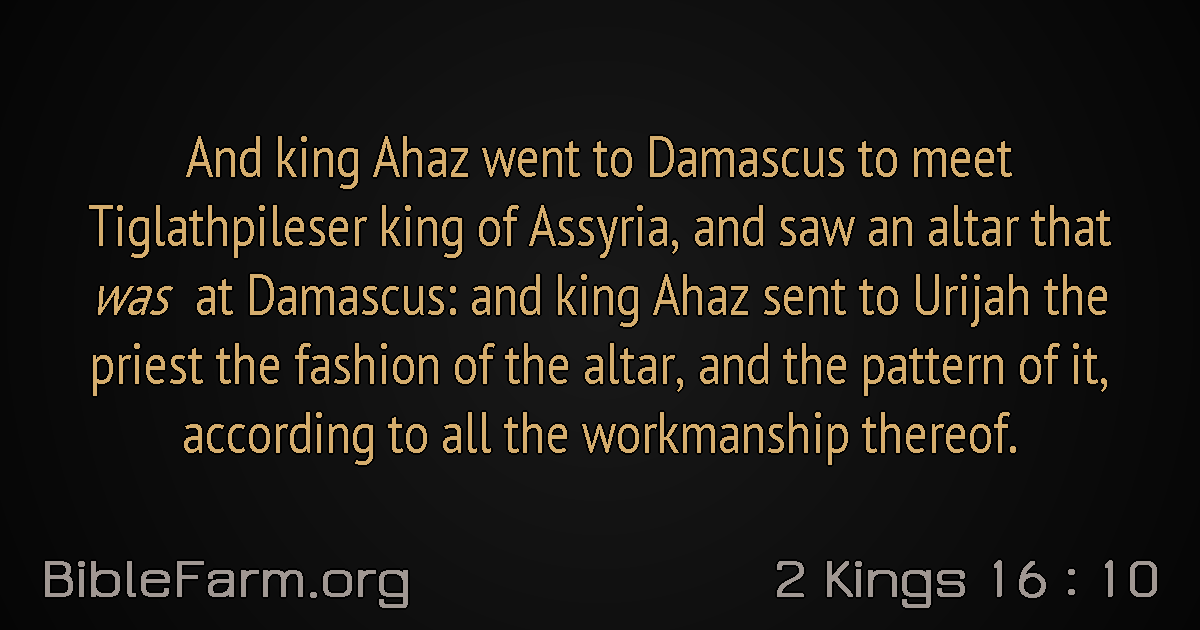 And king Ahaz went to Damascus to meet
Tiglathpileser king of Assyria, and saw an altar that
was at Damascus: and king Ahaz sent to Urijah the
priest the fashion of the altar, and the pattern of it,
according to all the workmanship thereof.
BibleFarm.org
2 Kings 16 : 10